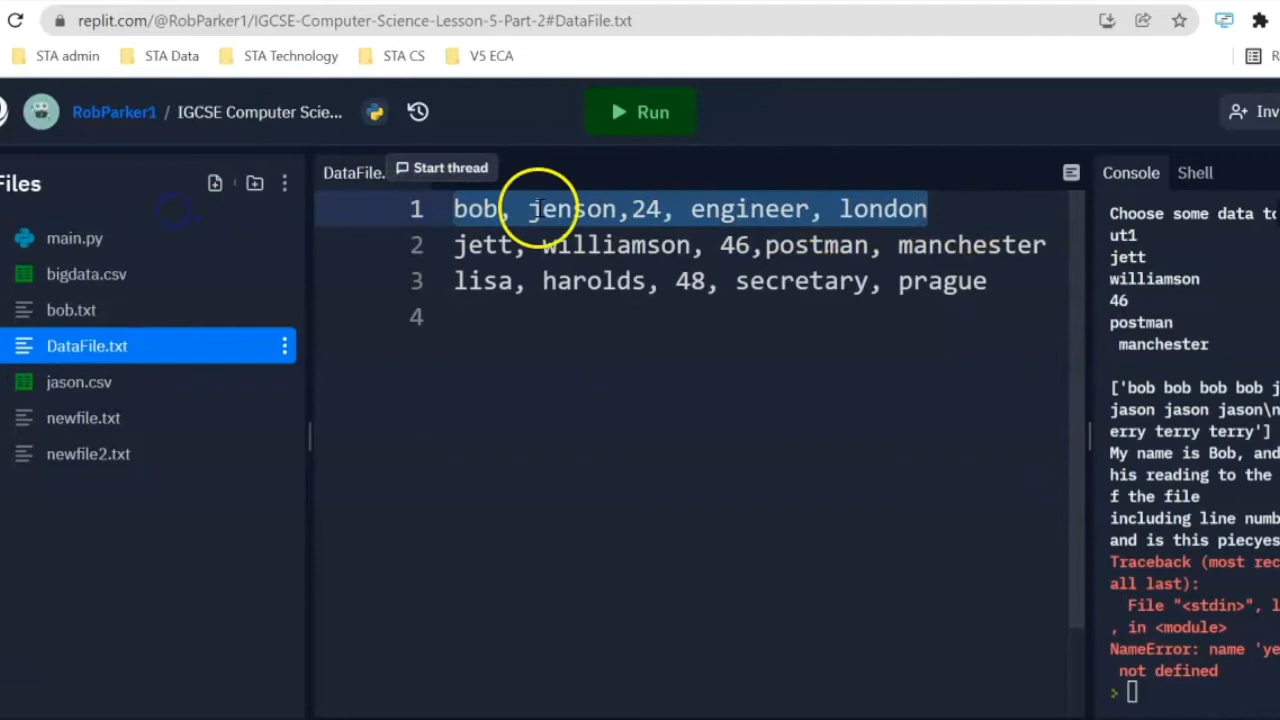 replit.com/@RobParker1/IGCSE-Computer-Science-Lesson-5-Part-2#DataFile.txt
STA admin
STA Data
STA Technology
STA CS
V5 ECA
RobParker1 / IGCSE Computer Scie...
Run
Inv
Files
DataFile.
Start thread
Console
Shell
main.py
bigdata.csv
bob.txt
DataFile.txt
jason.csv
newfile.txt
newfile2.txt
1 bob, jenson,24, engineer, london
2 jett, williamson, 46,postman, manchester
3 lisa, harolds, 48, secretary, prague
4
Choose some data to
ut1
jett
williamson
46
postman
manchester
['bob bob bob bob j
jason jason jason\n
erry terry terry']
My name is Bob, and
his reading to the
f the file
including line numb
and is this piecyes
Traceback (most rec
all last):
File "<stdin>", l
, in <module>
NameError: name 'ye
not defined
>